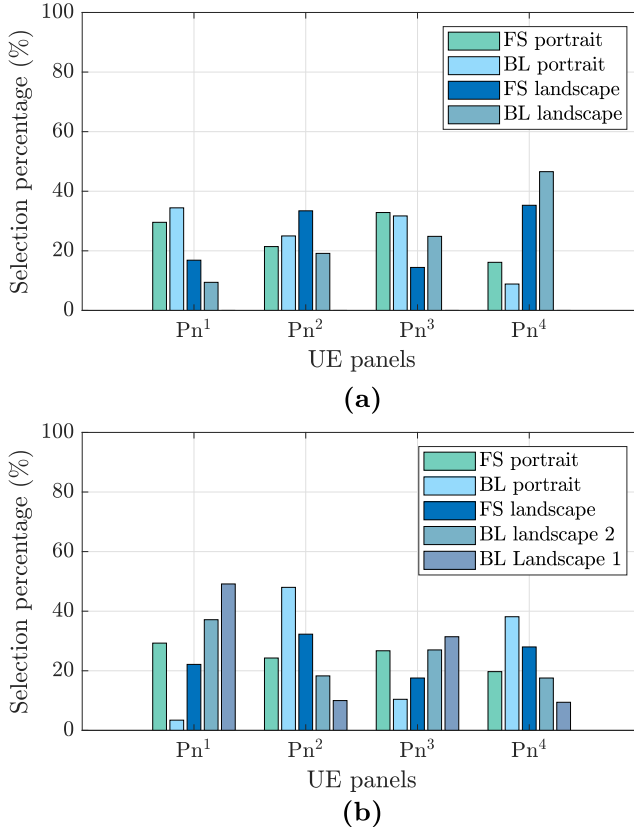 100
80
60
40
20
0
Selection percentage (%)
FS portrait
BL portrait
FS landscape
BL landscape
Pn¹ Pn² Pn³ Pn⁴
UE panels
(a)
100
80
60
40
20
0
Selection percentage (%)
FS portrait
BL portrait
FS landscape
BL landscape 2
BL Landscape 1
Pn¹ Pn² Pn³ Pn⁴
UE panels
(b)